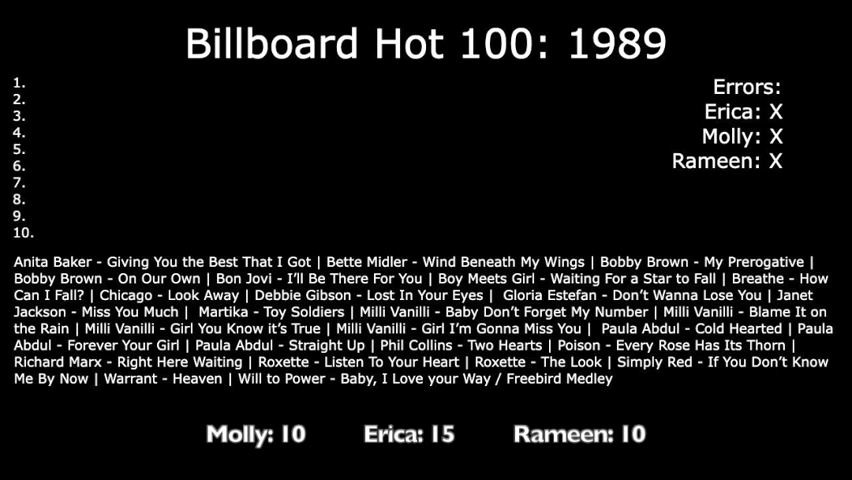 Billboard Hot 100: 1989
1.
2.
3.
4.
5.
6.
7.
8.
9.
10.
Errors:
Erica: X
Molly: X
Rameen: X
Anita Baker - Giving You the Best That I Got | Bette Midler - Wind Beneath My Wings | Bobby Brown - My Prerogative |
Bobby Brown - On Our Own | Bon Jovi - I'll Be There For You | Boy Meets Girl - Waiting For a Star to Fall | Breathe - How
Can I Fall? | Chicago - Look Away | Debbie Gibson - Lost In Your Eyes | Gloria Estefan - Don't Wanna Lose You | Janet
Jackson - Miss You Much | Martika - Toy Soldiers | Milli Vanilli - Baby Don't Forget My Number | Milli Vanilli - Blame It on
the Rain | Milli Vanilli - Girl You Know it's True | Milli Vanilli - Girl I'm Gonna Miss You | Paula Abdul - Cold Hearted | Paula
Abdul - Forever Your Girl | Paula Abdul - Straight Up | Phil Collins - Two Hearts | Poison - Every Rose Has Its Thorn |
Richard Marx - Right Here Waiting | Roxette - Listen To Your Heart | Roxette - The Look | Simply Red - If You Don't Know
Me By Now | Warrant - Heaven | Will to Power - Baby, I Love your Way / Freebird Medley
Molly: 10 Erica: 15 Rameen: 10